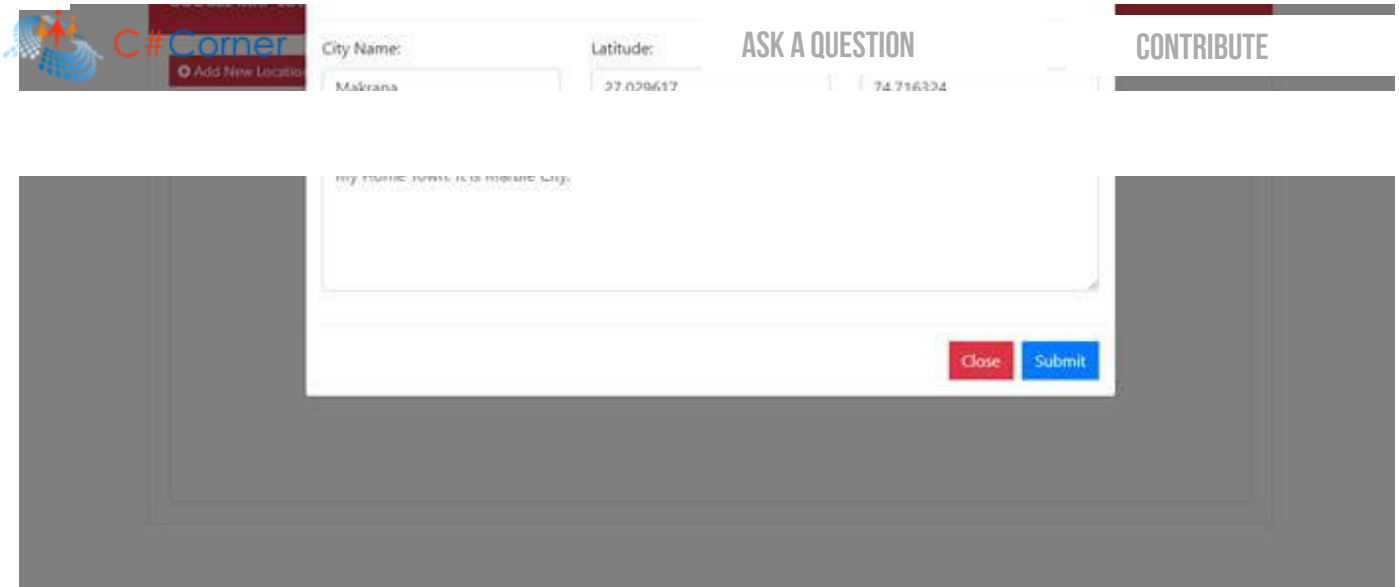 C#Corner
ASK A QUESTION
CONTRIBUTE
Add New Location
City Name:
Latitude:
Makrana
27.029617
74.716324
My Home Town. It is Marble City.
Close
Submit